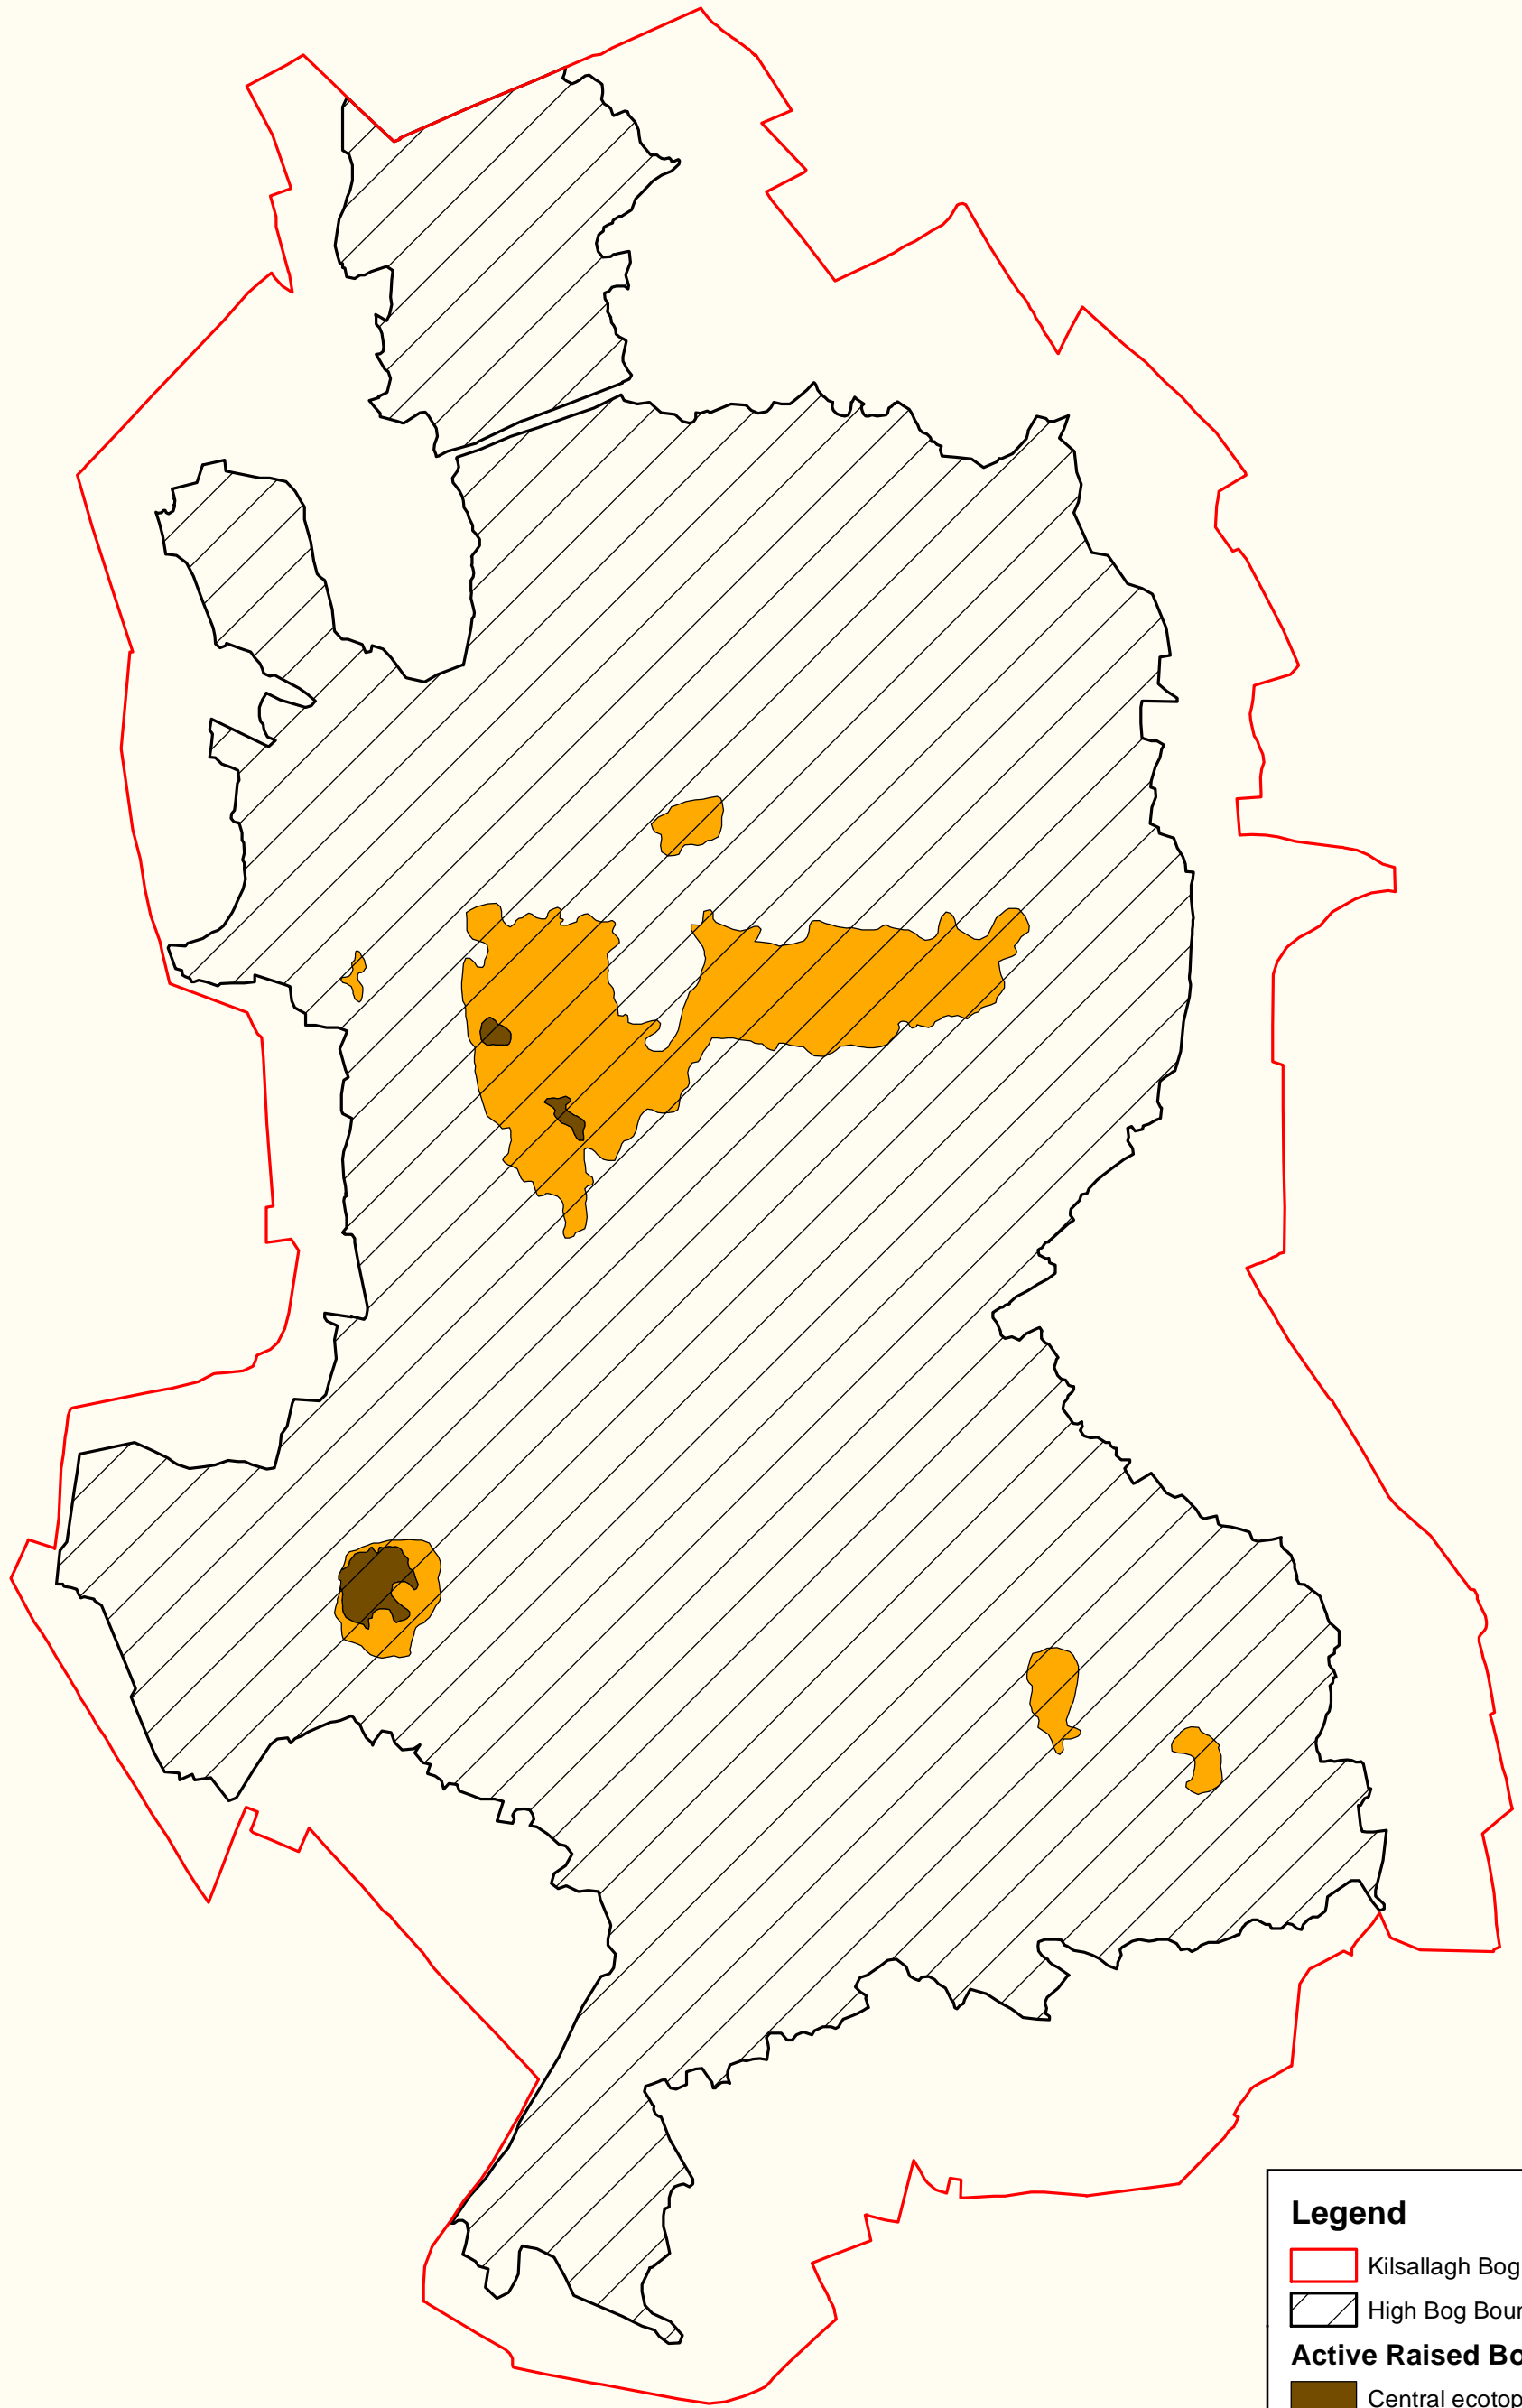 Legend
Kilsallagh Bog
High Bog Boun
Active Raised Bo
Central ecotop